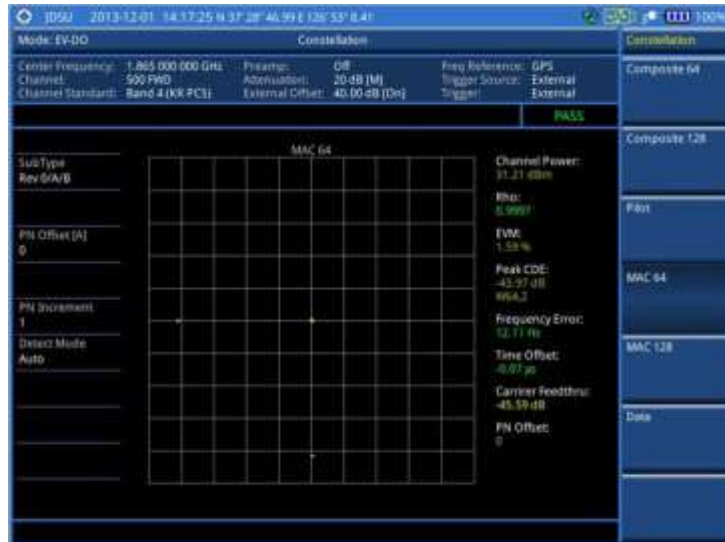 JDSU 2013-12-01 14:17:25 N 37° 28' 46.99 E 126° 53' 8.41 100%
Mode: EV-DO
Constellation
Constellation
Center Frequency: 1.865 000 000 GHz
Channel: 500 FWD
Channel Standard: Band 4 (KR PCS)
Preamp: Off
Attenuation: 20 dB [M]
External Offset: 40.00 dB [On]
Freq Reference: GPS
Trigger Source: External
Trigger: External
PASS
SubType
Rev 0/A/B
PN Offset [A]
0
PN Increment
1
Detect Mode
Auto
MAC 64
Channel Power:
31.21 dBm
Rho:
0.9997
EVM:
1.59 %
Peak CDE:
-43.97 dB
Frequency Error:
12.11 Hz
Time Offset:
-0.07 µs
Carrier Feedthru:
-45.59 dB
PN Offset:
0
Composite 64
Composite 128
Pilot
MAC 64
MAC 128
Data